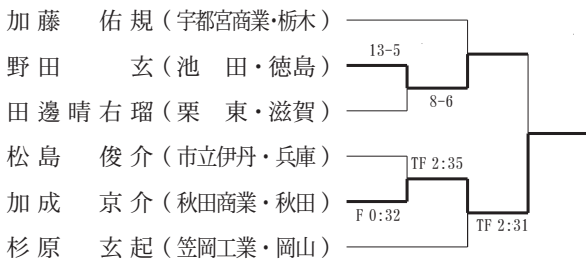 加藤　佑規（宇都宮商業・栃木）
13-5
野田　玄（池　田・徳島）
8-6
田邊晴右瑠（栗　東・滋賀）
松島　俊介（市立伊丹・兵庫）
TF 2:35
加成　京介（秋田商業・秋田）
F 0:32
TF 2:31
杉原　玄起（笠岡工業・岡山）